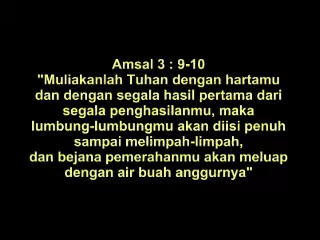 Amsal 3 : 9-10
"Muliakanlah Tuhan dengan hartamu
dan dengan segala hasil pertama dari
segala penghasilanmu, maka
lumbung-lumbungmu akan diisi penuh
sampai melimpah-limpah,
dan bejana pemerahanmu akan meluap
dengan air buah anggurnya"